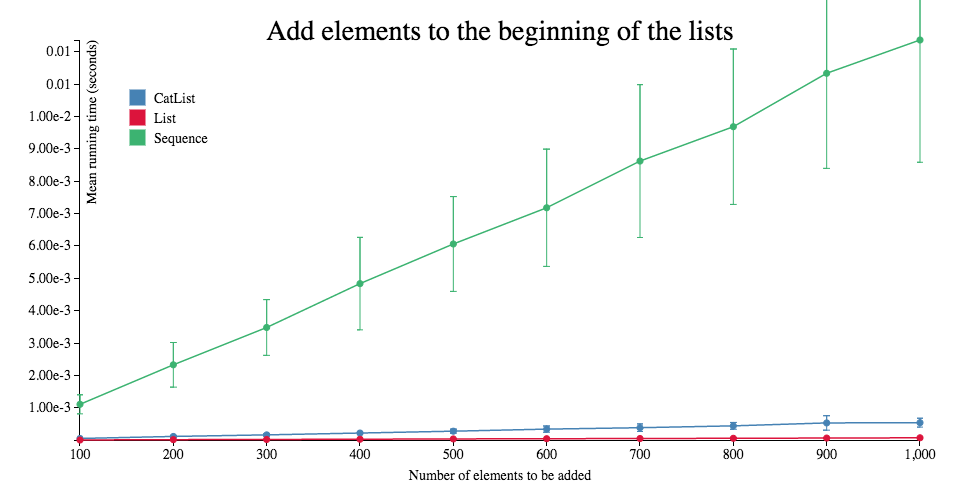 Add elements to the beginning of the lists
Mean running time (seconds)
0.01
0.01
1.00e-2
9.00e-3
8.00e-3
7.00e-3
6.00e-3
5.00e-3
4.00e-3
3.00e-3
2.00e-3
1.00e-3
CatList
List
Sequence
100 200 300 400 500 600 700 800 900 1,000
Number of elements to be added